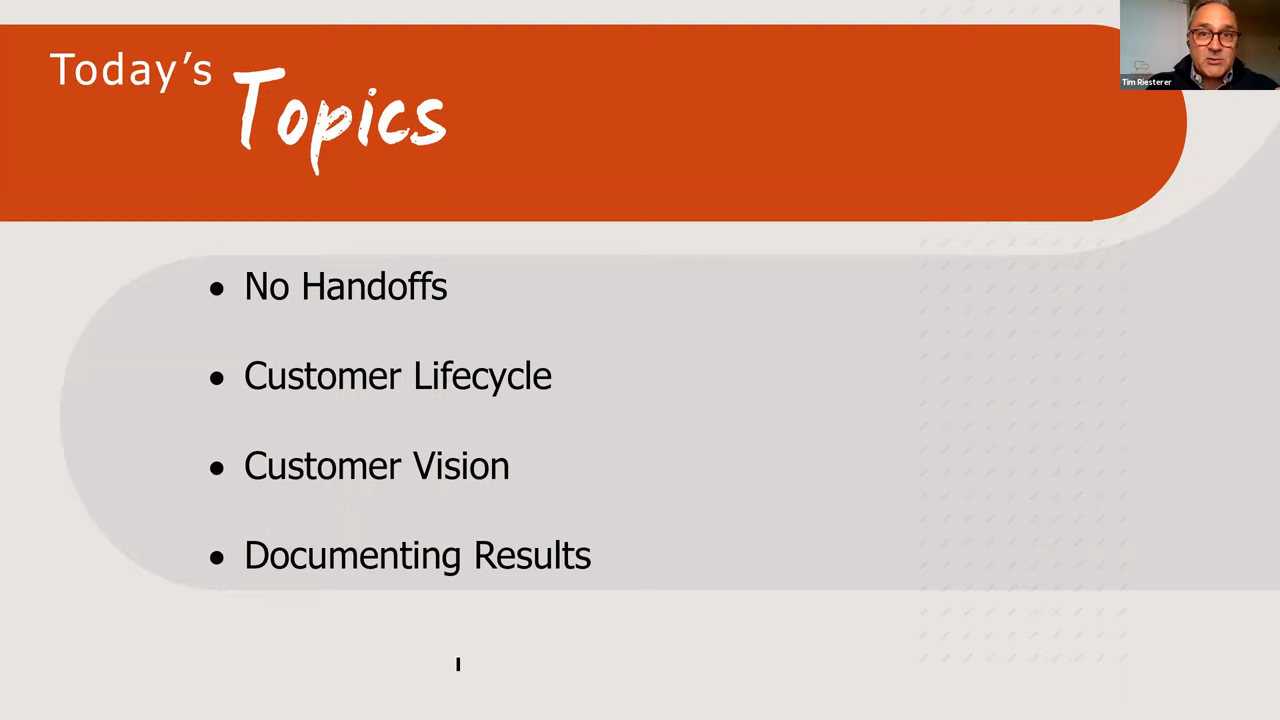 Today’s
Topics
Tim Riesterer
• No Handoffs
• Customer Lifecycle
• Customer Vision
• Documenting Results